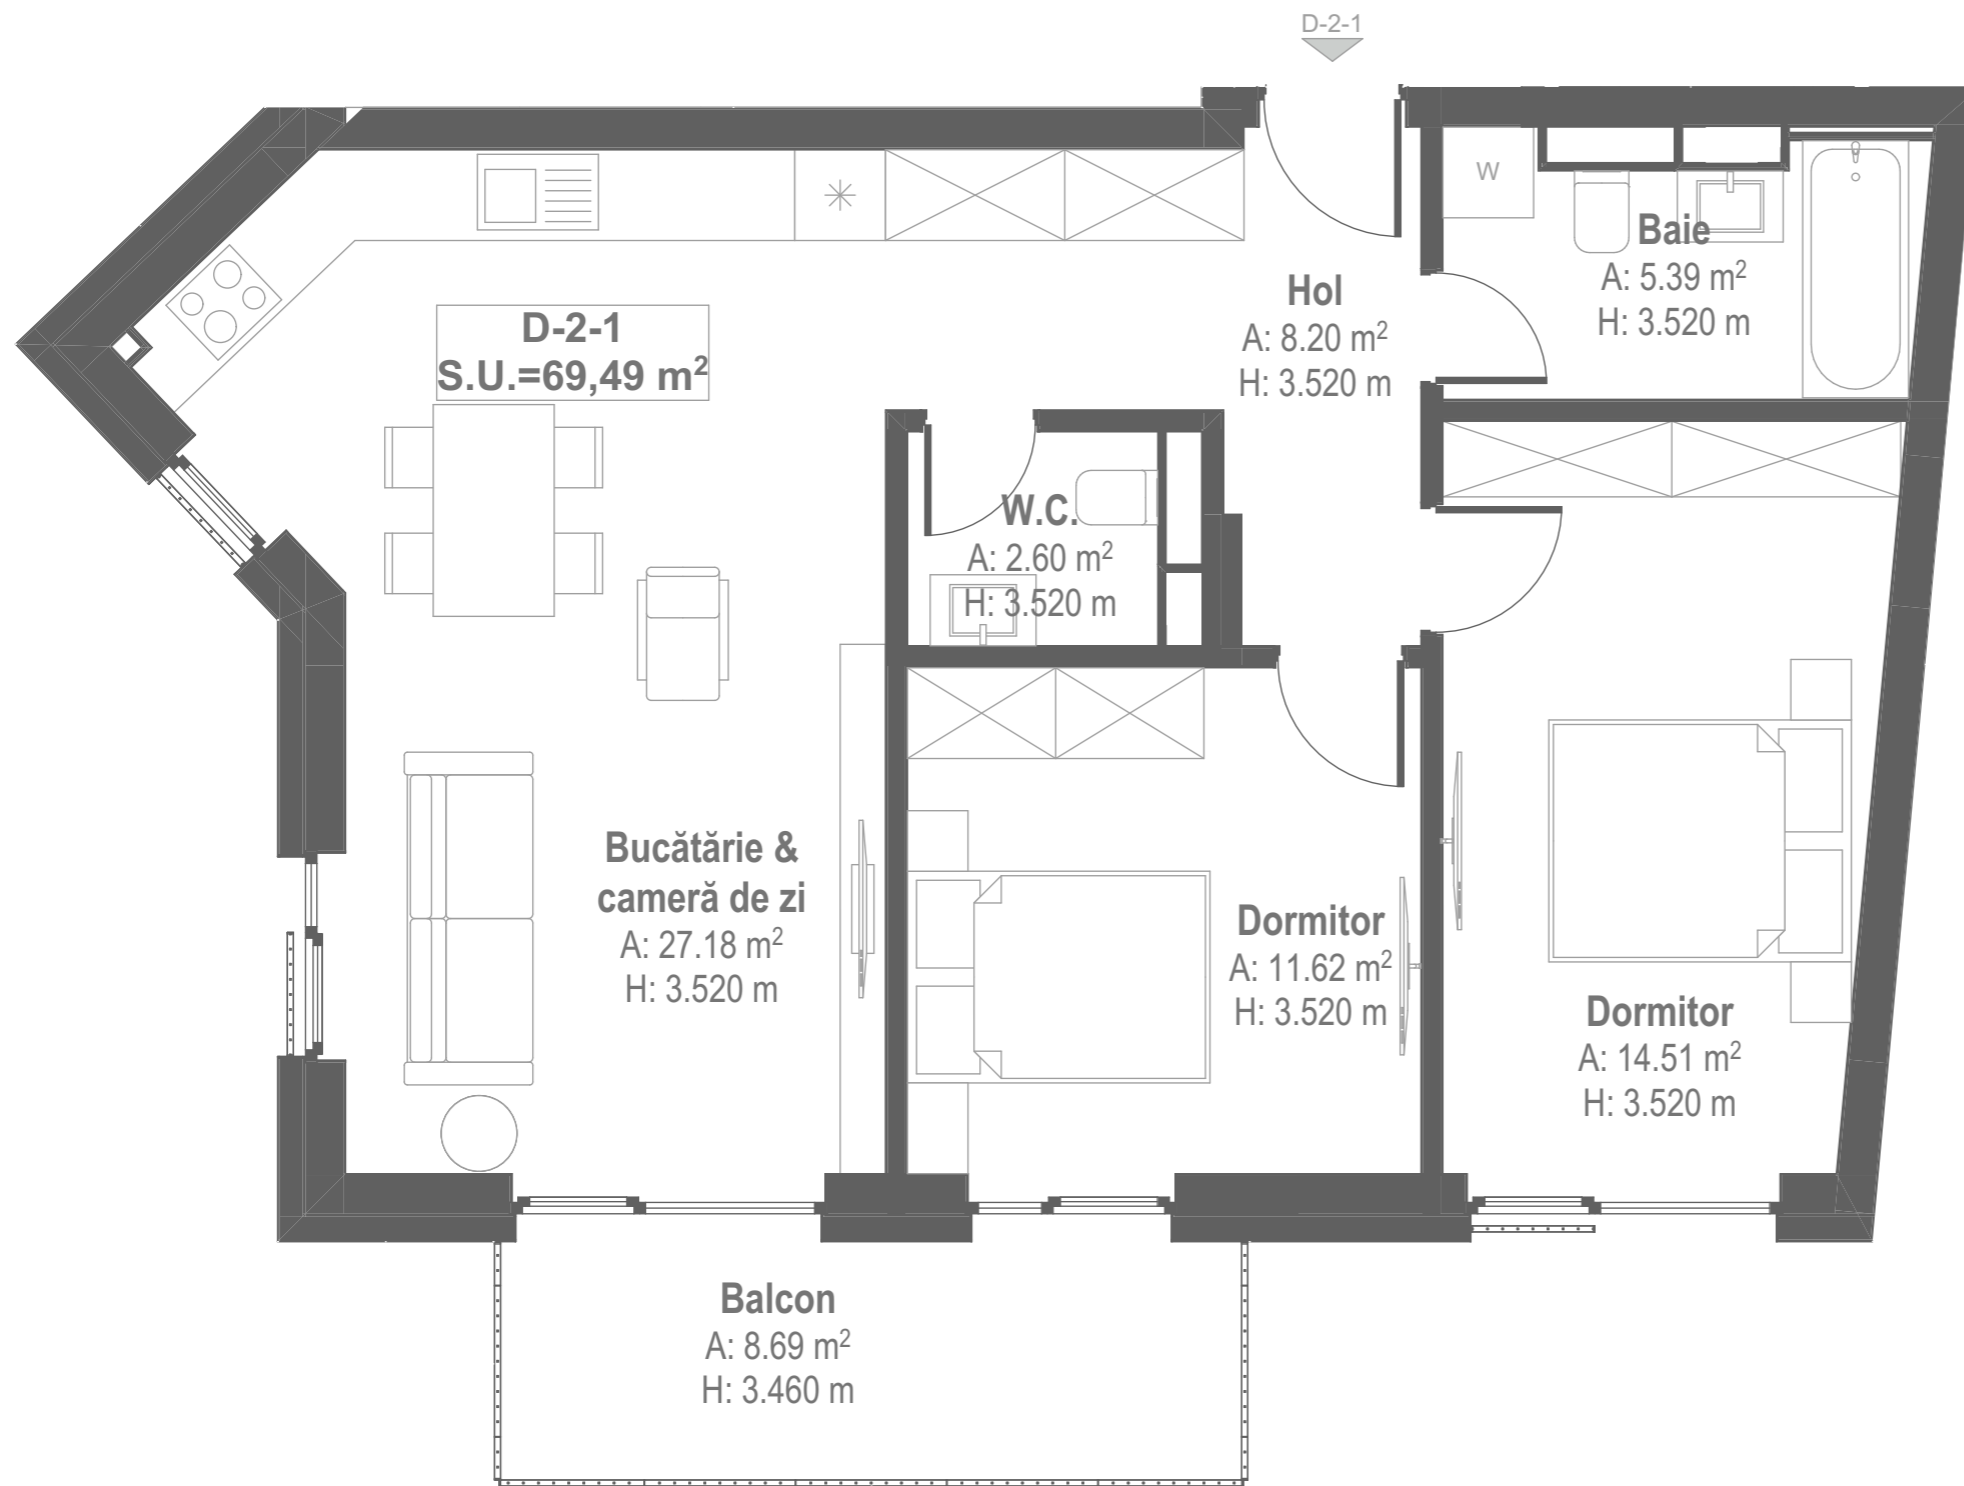 D-2-1
W
Baie
A: 5.39 m²
H: 3.520 m
Hol
A: 8.20 m²
H: 3.520 m
D-2-1
S.U.=69,49 m²
W.C.
A: 2.60 m²
H: 3.520 m
Bucătărie &
cameră de zi
A: 27.18 m²
H: 3.520 m
Dormitor
A: 11.62 m²
H: 3.520 m
Dormitor
A: 14.51 m²
H: 3.520 m
Balcon
A: 8.69 m²
H: 3.460 m